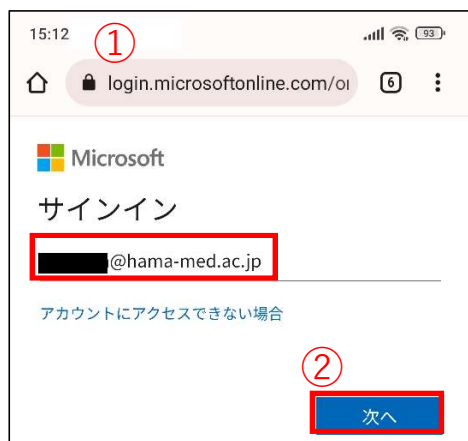 15:12
①
93
login.microsoftonline.com/or
6
Microsoft
サインイン
@hama-med.ac.jp
アカウントにアクセスできない場合
②
次へ